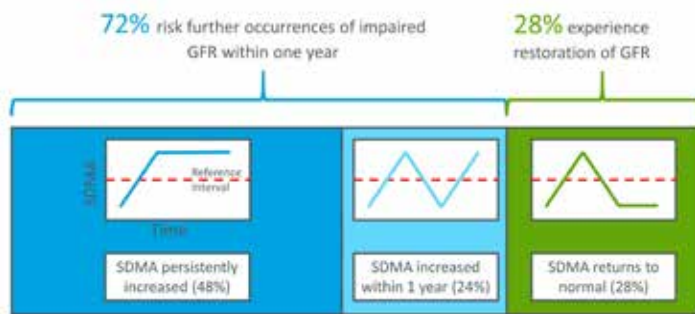 72% risk further occurrences of impaired
GFR within one year
28% experience
restoration of GFR
SDMA
Reference
Interval
Time
SDMA persistently
increased (48%)
SDMA increased
within 1 year (24%)
SDMA returns to
normal (28%)